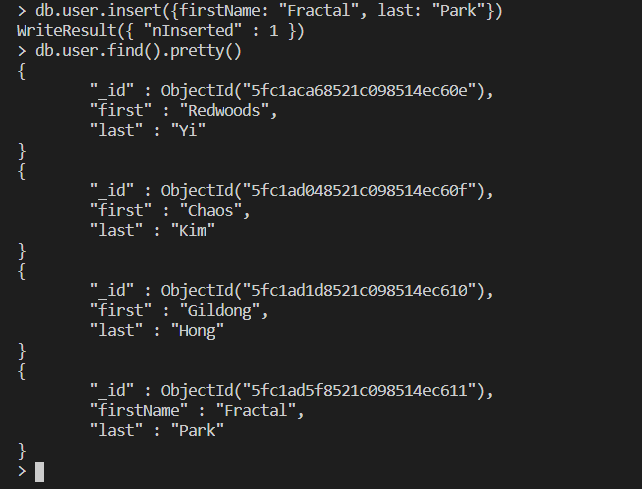 > db.user.insert({firstName: "Fractal", last: "Park"})
WriteResult({ "nInserted" : 1 })
> db.user.find().pretty()
{
        "_id" : ObjectId("5fc1aca68521c098514ec60e"),
        "first" : "Redwoods",
        "last" : "Yi"
}
{
        "_id" : ObjectId("5fc1ad048521c098514ec60f"),
        "first" : "Chaos",
        "last" : "Kim"
}
{
        "_id" : ObjectId("5fc1ad1d8521c098514ec610"),
        "first" : "Gildong",
        "last" : "Hong"
}
{
        "_id" : ObjectId("5fc1ad5f8521c098514ec611"),
        "firstName" : "Fractal",
        "last" : "Park"
}
>